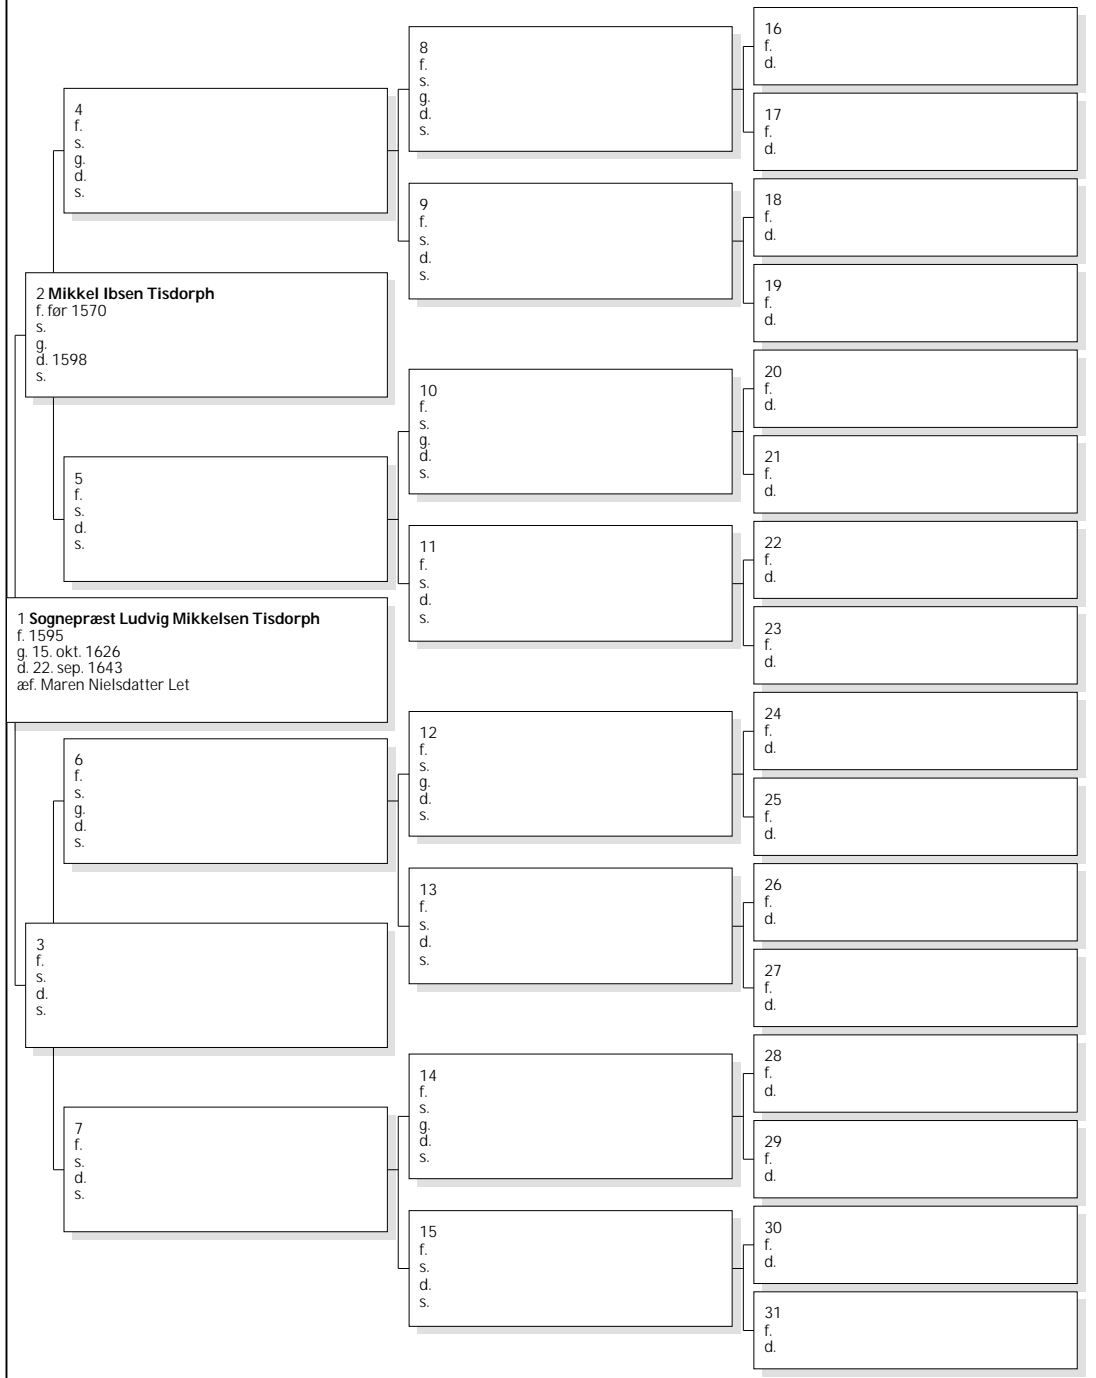 16
f.
d.
8
f.
s.
g.
d.
s.
17
f.
d.
4
f.
s.
g.
d.
s.
18
f.
d.
9
f.
s.
d.
s.
19
f.
d.
2 Mikkel Ibsen Tisdorph
f. før 1570
s.
g.
d. 1598
s.
20
f.
d.
10
f.
s.
g.
d.
s.
21
f.
d.
5
f.
s.
d.
s.
22
f.
d.
11
f.
s.
d.
s.
23
f.
d.
1 Sognepræst Ludvig Mikkelsen Tisdorph
f. 1595
g. 15. okt. 1626
d. 22. sep. 1643
æf. Maren Nielsdatter Let
24
f.
d.
12
f.
s.
g.
d.
s.
25
f.
d.
6
f.
s.
g.
d.
s.
26
f.
d.
13
f.
s.
d.
s.
27
f.
d.
3
f.
s.
d.
s.
28
f.
d.
14
f.
s.
g.
d.
s.
29
f.
d.
7
f.
s.
d.
s.
30
f.
d.
15
f.
s.
d.
s.
31
f.
d.